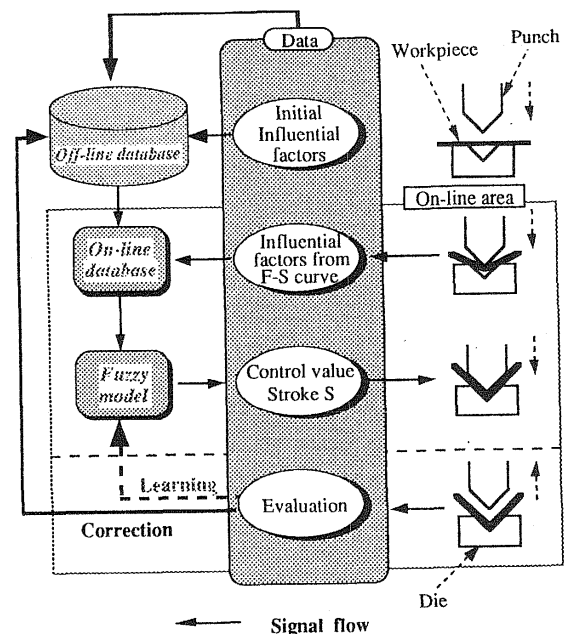 Data
Workpiece
Punch
Off-line database
Initial
Influential
factors
On-line area
On-line
database
Influential
factors from
F-S curve
Fuzzy
model
Control value
Stroke S
Learning
Evaluation
Correction
Die
Signal flow